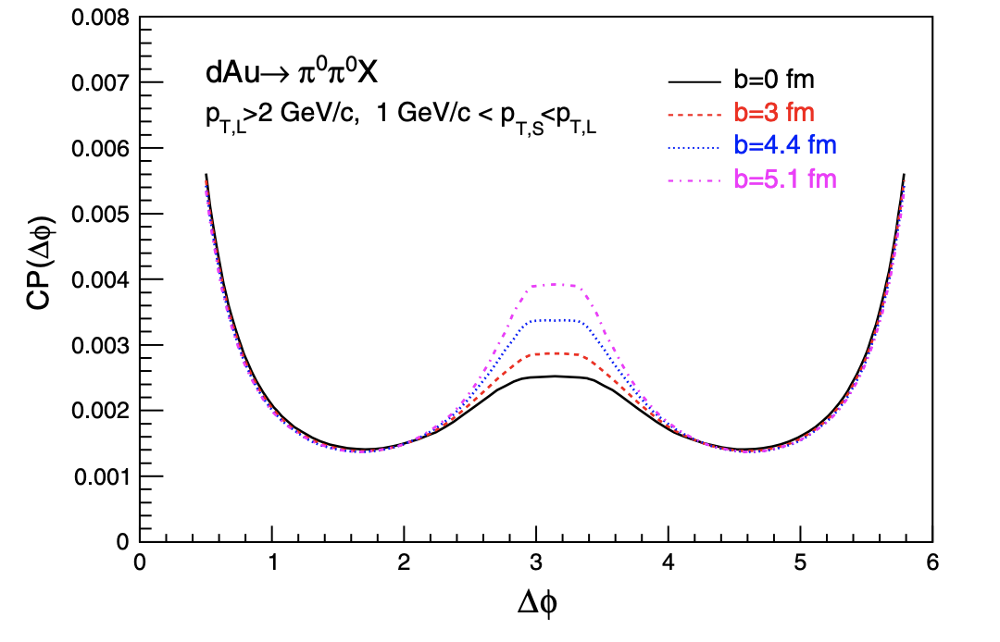 0.008
0.007
0.006
0.005
0.004
0.003
0.002
0.001
0
CP(Δϕ)
dAu→ π⁰π⁰X
p_T,L>2 GeV/c, 1 GeV/c < p_T,S<p_T,L
b=0 fm
b=3 fm
b=4.4 fm
b=5.1 fm
0 1 2 3 4 5 6
Δϕ